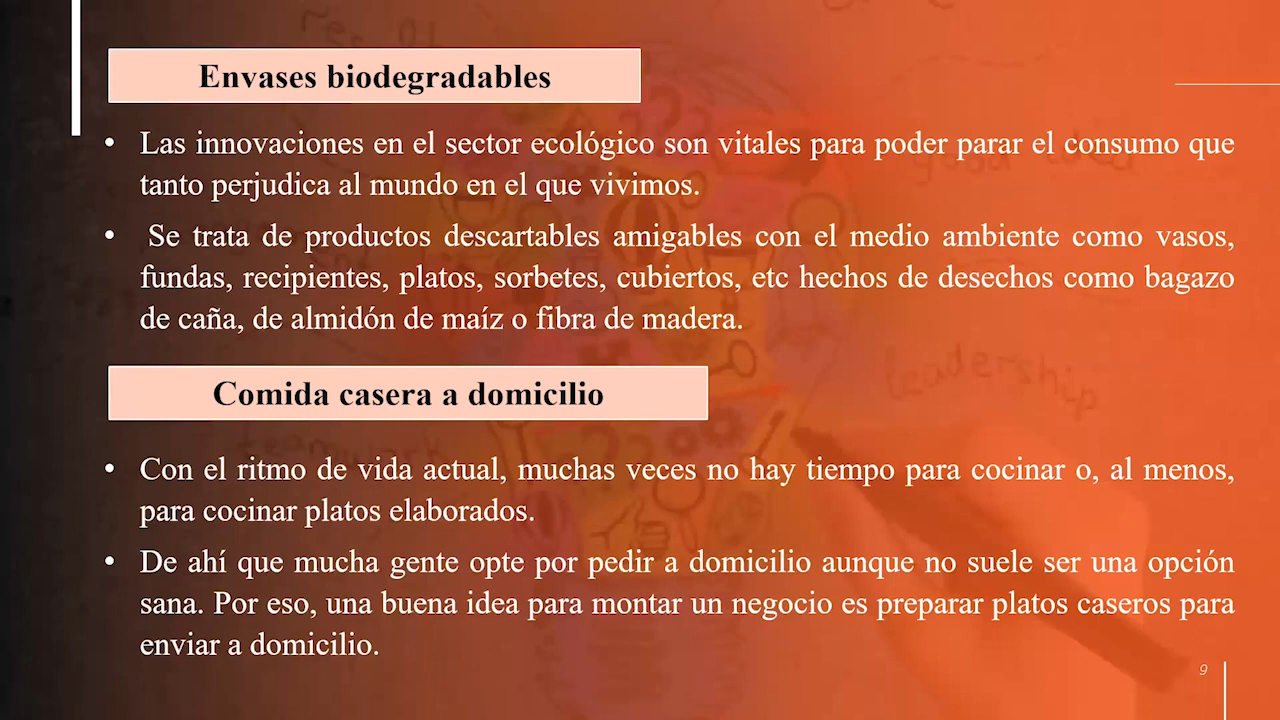 Envases biodegradables
• Las innovaciones en el sector ecológico son vitales para poder parar el consumo que
tanto perjudica al mundo en el que vivimos.
• Se trata de productos descartables amigables con el medio ambiente como vasos,
fundas, recipientes, platos, sorbetes, cubiertos, etc hechos de desechos como bagazo
de caña, de almidón de maíz o fibra de madera.
Comida casera a domicilio
• Con el ritmo de vida actual, muchas veces no hay tiempo para cocinar o, al menos,
para cocinar platos elaborados.
• De ahí que mucha gente opte por pedir a domicilio aunque no suele ser una opción
sana. Por eso, una buena idea para montar un negocio es preparar platos caseros para
enviar a domicilio.
9
good idea
leadership
teamwork